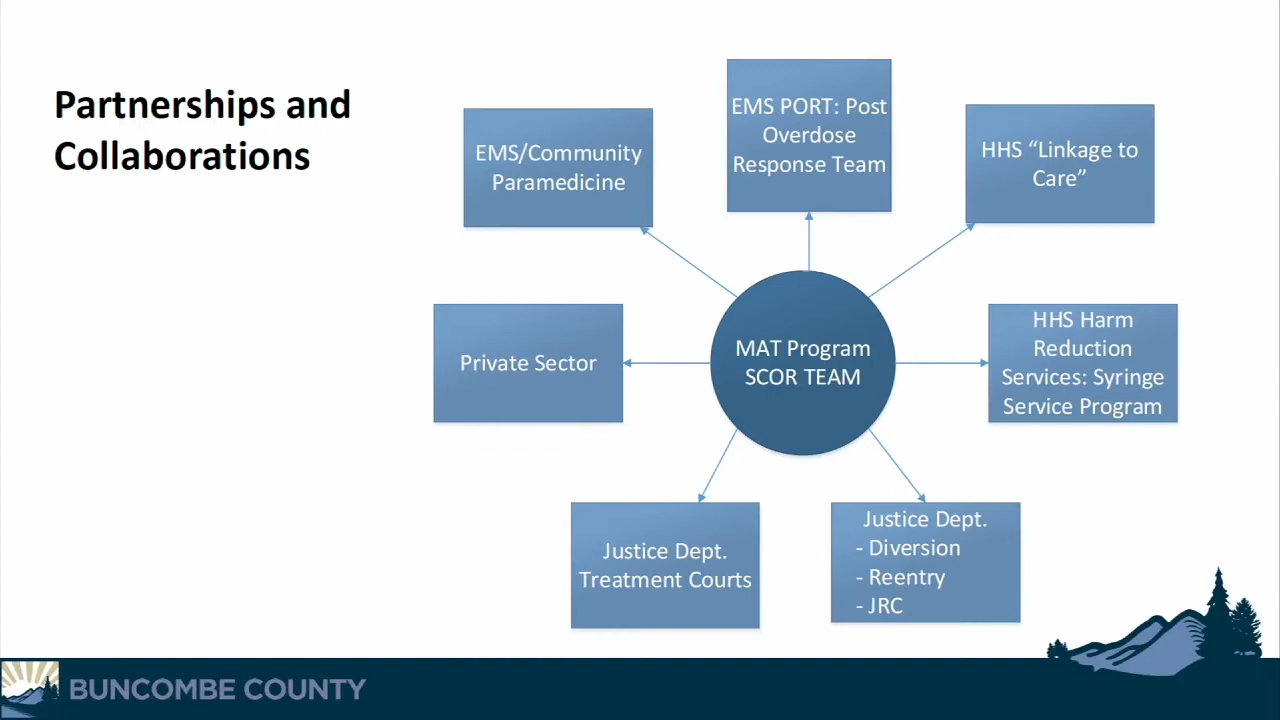 Partnerships and
Collaborations
EMS/Community
Paramedicine
EMS PORT: Post
Overdose
Response Team
HHS “Linkage to
Care”
Private Sector
MAT Program
SCOR TEAM
HHS Harm
Reduction
Services: Syringe
Service Program
Justice Dept.
Treatment Courts
Justice Dept.
- Diversion
- Reentry
- JRC
BUNCOMBE COUNTY